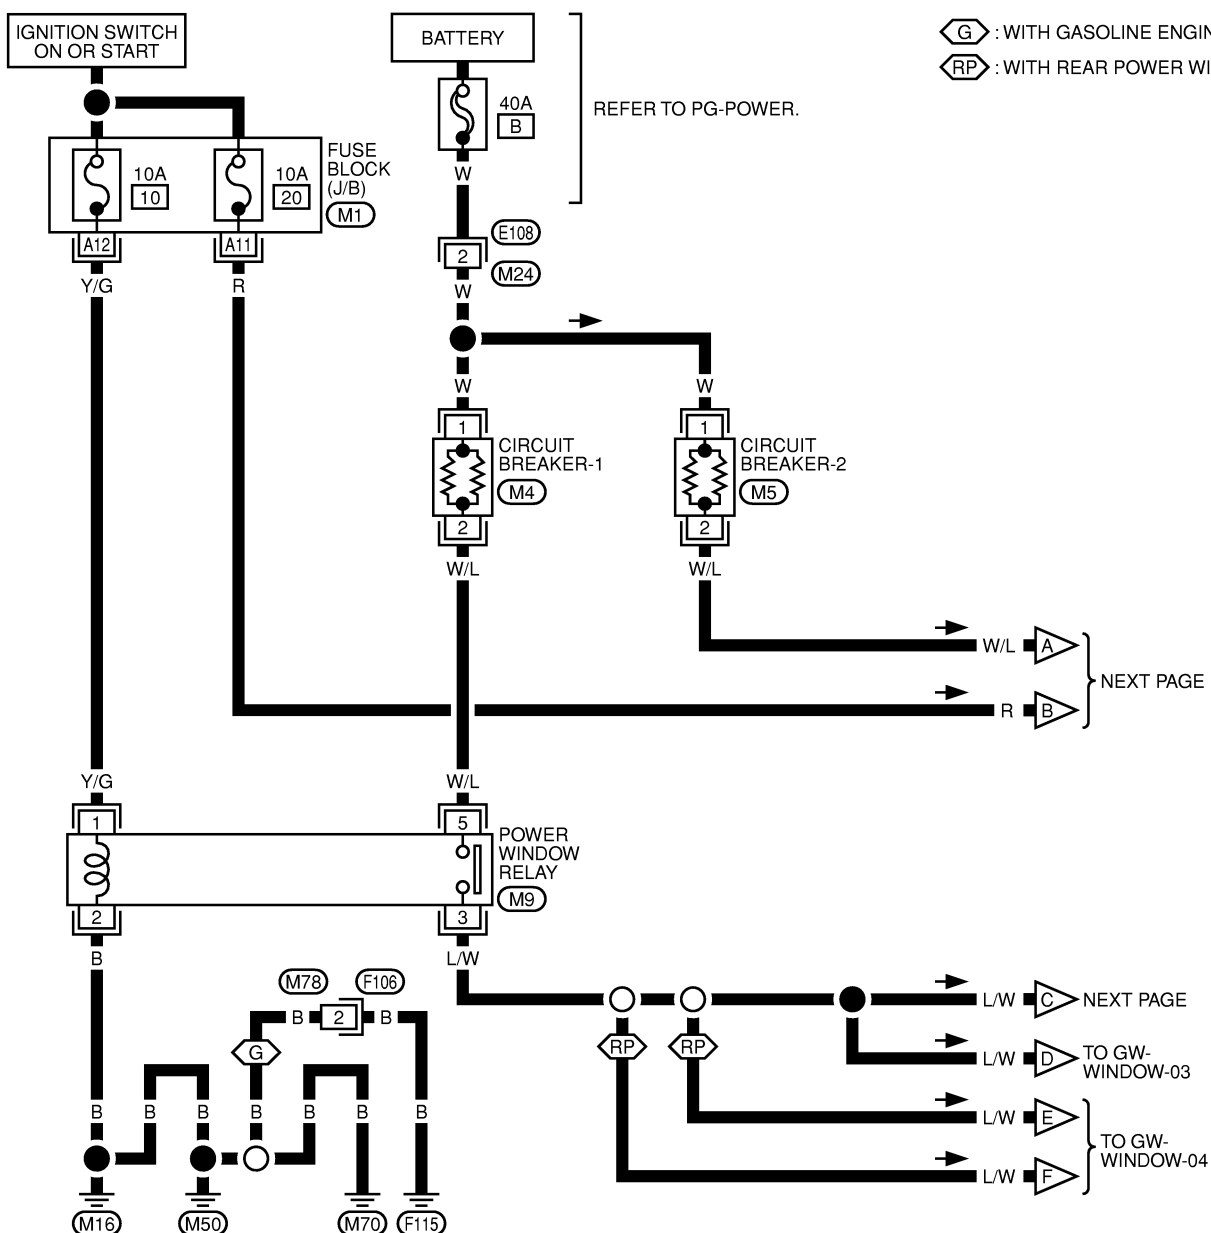 IGNITION SWITCH
ON OR START
BATTERY
G : WITH GASOLINE ENGIN
RP : WITH REAR POWER WI
40A
B
REFER TO PG-POWER.
FUSE
BLOCK
(J/B)
M1
10A
10
10A
20
W
A12
A11
E108
2
M24
Y/G
R
W
W
W
1
CIRCUIT
BREAKER-1
M4
2
1
CIRCUIT
BREAKER-2
M5
2
W/L
W/L
W/L
A
R
B
NEXT PAGE
Y/G
W/L
1
5
POWER
WINDOW
RELAY
M9
2
3
B
L/W
M78
F106
B
2
B
G
RP
RP
L/W
C
NEXT PAGE
L/W
D
TO GW-
WINDOW-03
L/W
E
L/W
F
TO GW-
WINDOW-04
B
B
B
B
B
B
B
M16
M50
M70
F115